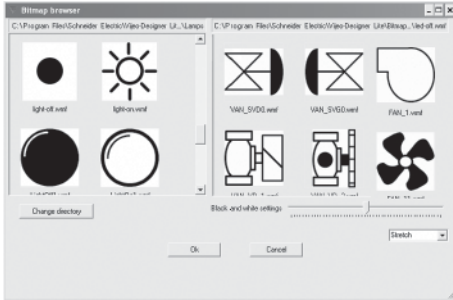 Bitmap browser
C:\Program Files\Schneider Electric\Vijeo-Designer Lit...\Lamps
C:\Program Files\Schneider Electric\Vijeo-Designer Lite\Bitmap...\led-off.wmf
light-off.wmf
light-on.wmf
VAN_SVD0.wmf
VAN_SVG0.wmf
FAN_1.wmf
Change directory
Black and white settings
Stretch
Ok
Cancel